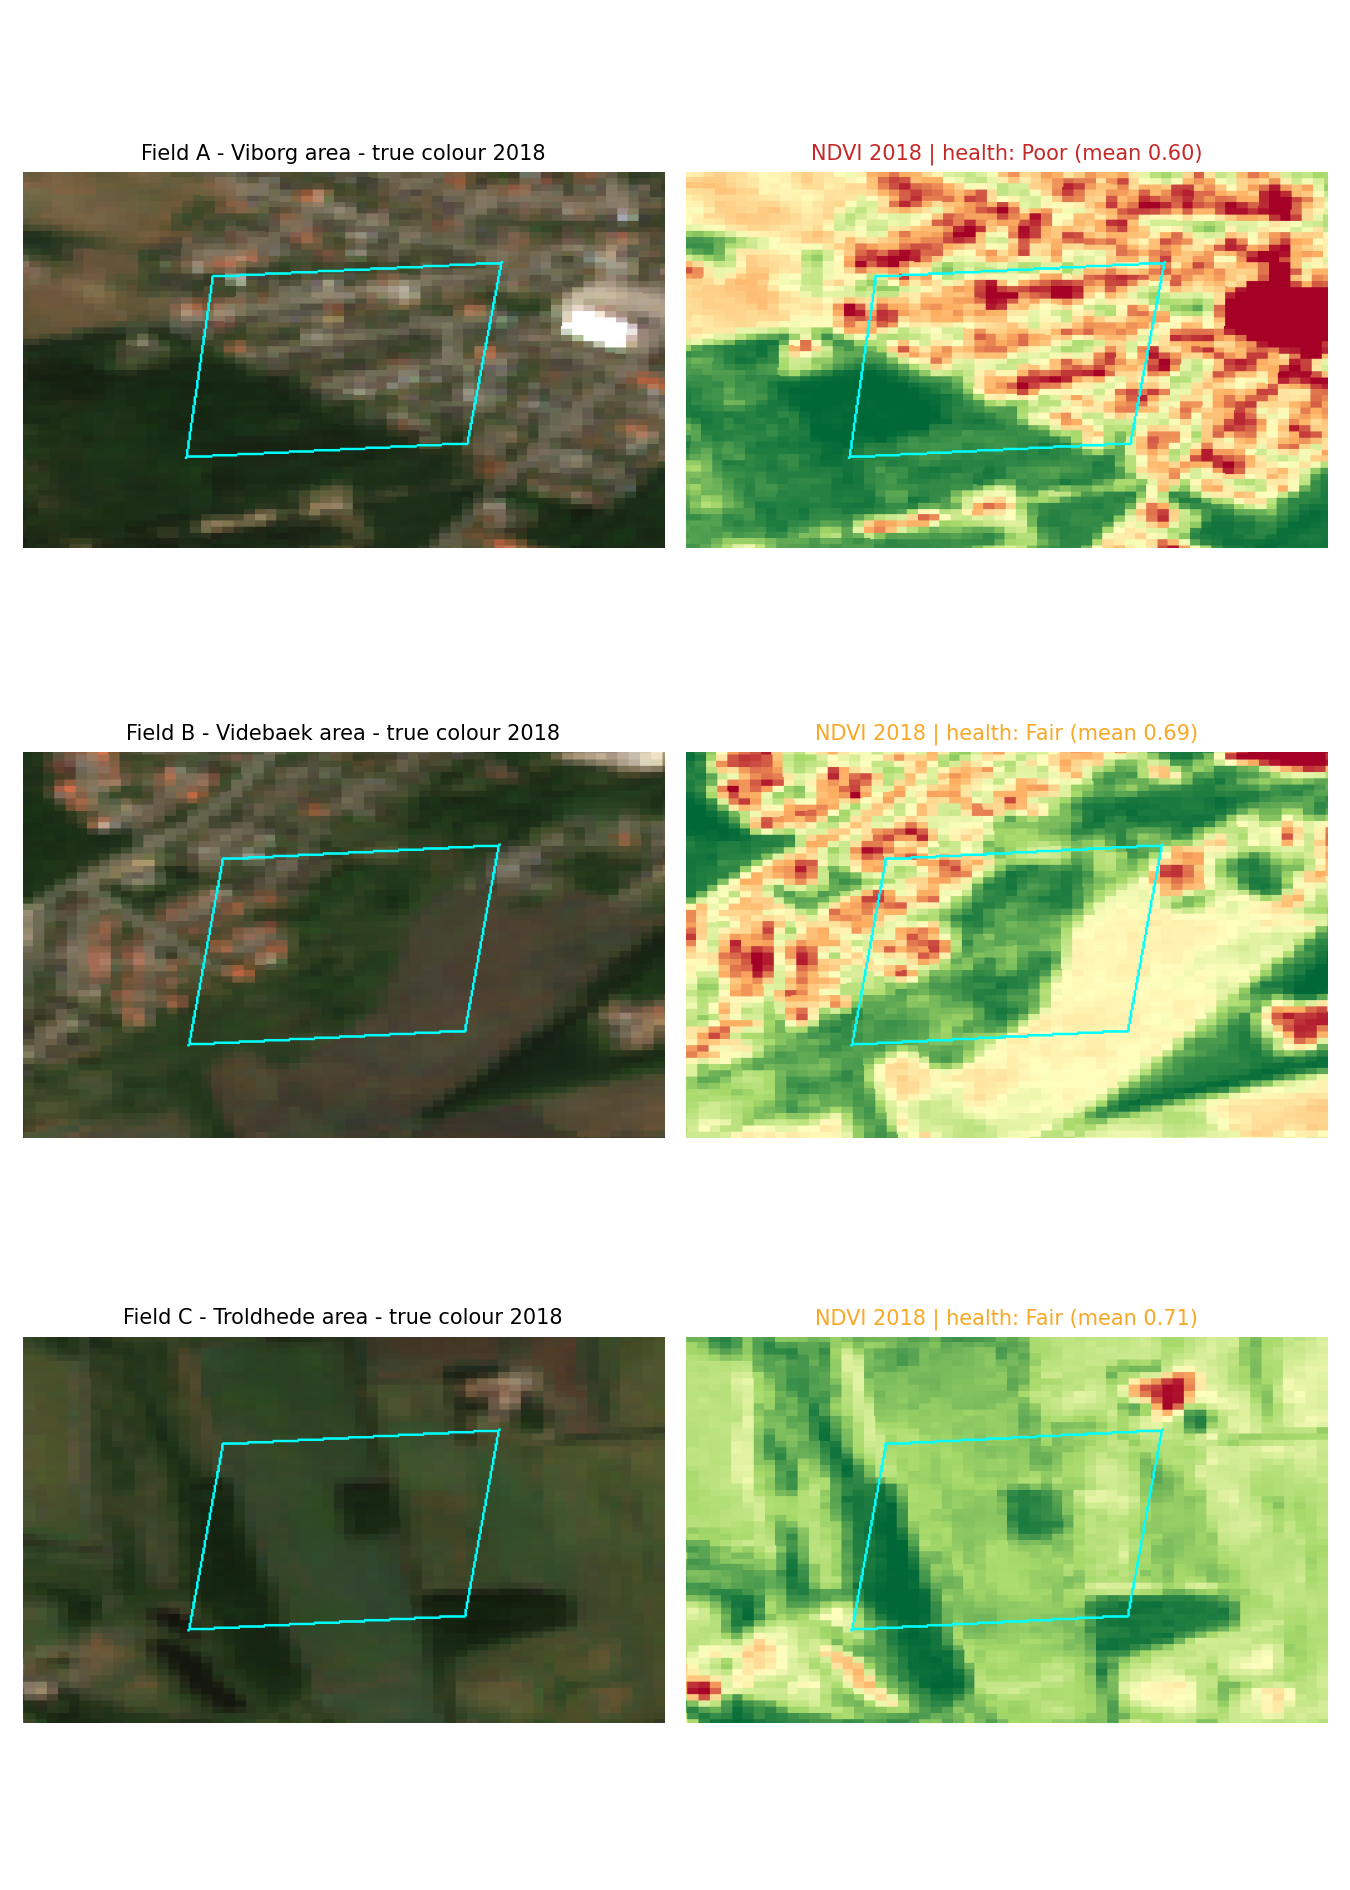 Field A - Viborg area - true colour 2018
NDVI 2018 | health: Poor (mean 0.60)
Field B - Videbaek area - true colour 2018
NDVI 2018 | health: Fair (mean 0.69)
Field C - Troldhede area - true colour 2018
NDVI 2018 | health: Fair (mean 0.71)